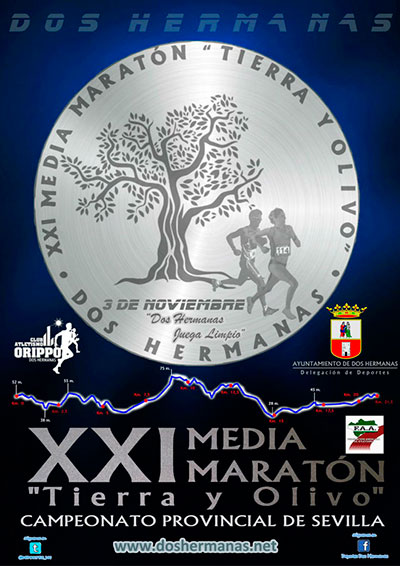 DOS HERMANAS
XXI MEDIA MARATÓN "TIERRA Y OLIVO"
· DOS HERMANAS ·
114
3 DE NOVIEMBRE
"Dos Hermanas
Juega Limpio"
CLUB
ATLETISMO
ORIPPO
DOS HERMANAS
AYUNTAMIENTO DE DOS HERMANAS
Delegación de Deportes
75 m.
F.A.A.
XXI MEDIA
MARATÓN
"Tierra y Olivo"
CAMPEONATO PROVINCIAL DE SEVILLA
www.doshermanas.net